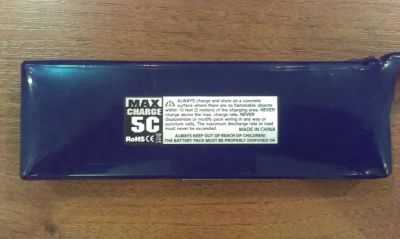 MAX
CHARGE
5C
RoHS CE
ALWAYS charge and store on a concrete
surface where there are no flammable objects
within 10 feet (3 meters) of the charging area. NEVER
charge above the max. charge rate. NEVER
disassemble or modify pack wiring in any way or
puncture cells. The maximum discharge rate or load
must never be exceeded. MADE IN CHINA
ALWAYS KEEP OUT OF REACH OF CHILDREN!
THE BATTERY PACK MUST BE PROPERLY DISPOSED OF.